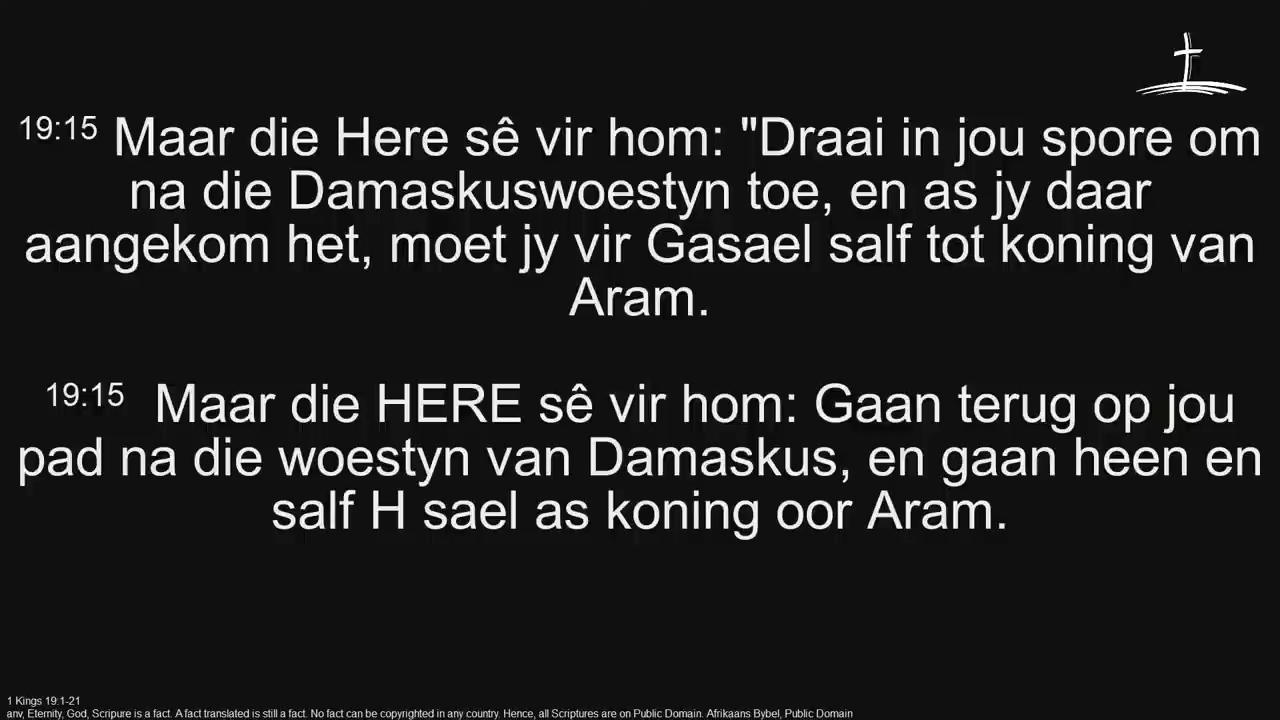 19:15 Maar die Here sê vir hom: "Draai in jou spore om
na die Damaskuswoestyn toe, en as jy daar
aangekom het, moet jy vir Gasael salf tot koning van
Aram.
19:15 Maar die HERE sê vir hom: Gaan terug op jou
pad na die woestyn van Damaskus, en gaan heen en
salf H sael as koning oor Aram.
1 Kings 19:1-21
anv, Eternity, God, Scripure is a fact. A fact translated is still a fact. No fact can be copyrighted in any country. Hence, all Scriptures are on Public Domain. Afrikaans Bybel, Public Domain